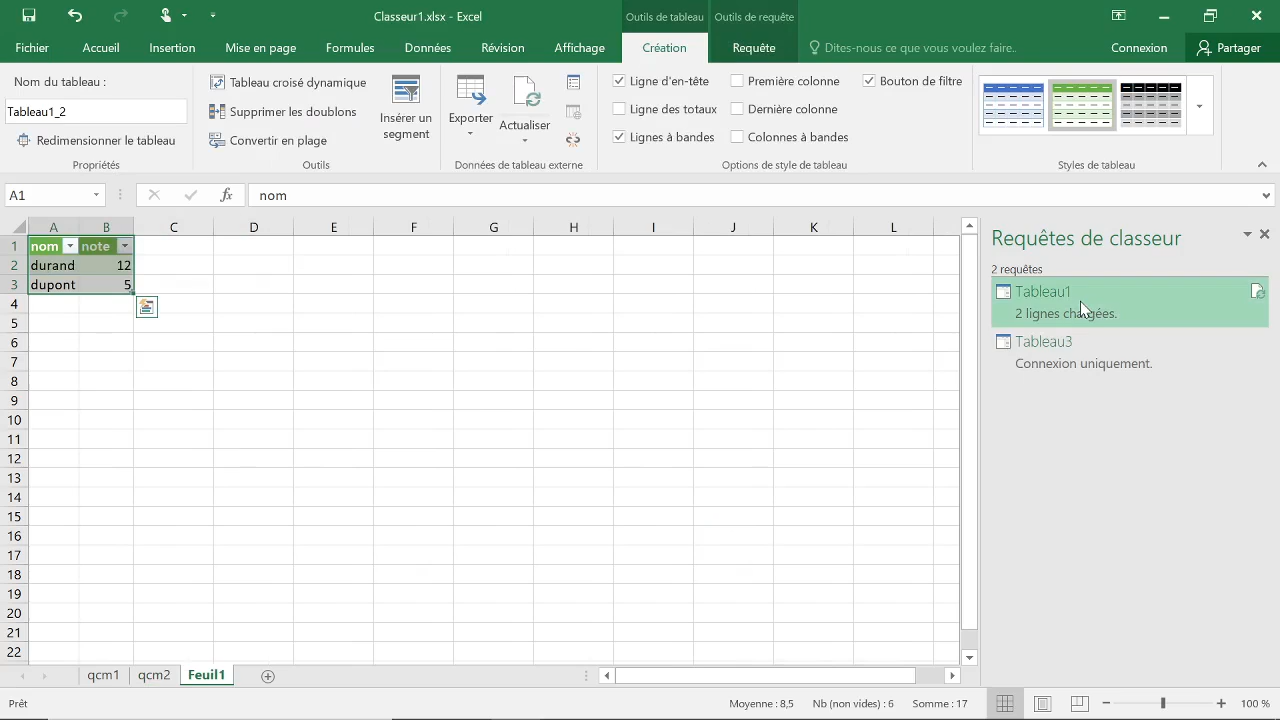 Classeur1.xlsx - Excel
Outils de tableau
Outils de requête
Fichier
Accueil
Insertion
Mise en page
Formules
Données
Révision
Affichage
Création
Requête
Dites-nous ce que vous voulez faire..
Connexion
Partager
Nom du tableau :
Tableau1_2
Redimensionner le tableau
Propriétés
Tableau croisé dynamique
Convertir en plage
Outils
Insérer un
segment
Exporter
Actualiser
Données de tableau externe
Ligne d'en-tête
Première colonne
Bouton de filtre
Ligne des totaux
Dernière colonne
Lignes à bandes
Colonnes à bandes
Options de style de tableau
Styles de tableau
A1
fx
nom
A B C D E F G H I J K L
1 nom note
2 durand 12
3 dupont 5
4
5
6
7
8
9
10
11
12
13
14
15
16
17
18
19
20
21
22
Requêtes de classeur
2 requêtes
Tableau1
2 lignes chargées.
Tableau3
Connexion uniquement.
qcm1
qcm2
Feuil1
Prêt
Moyenne : 8,5
Nb (non vides) : 6
Somme : 17
100 %